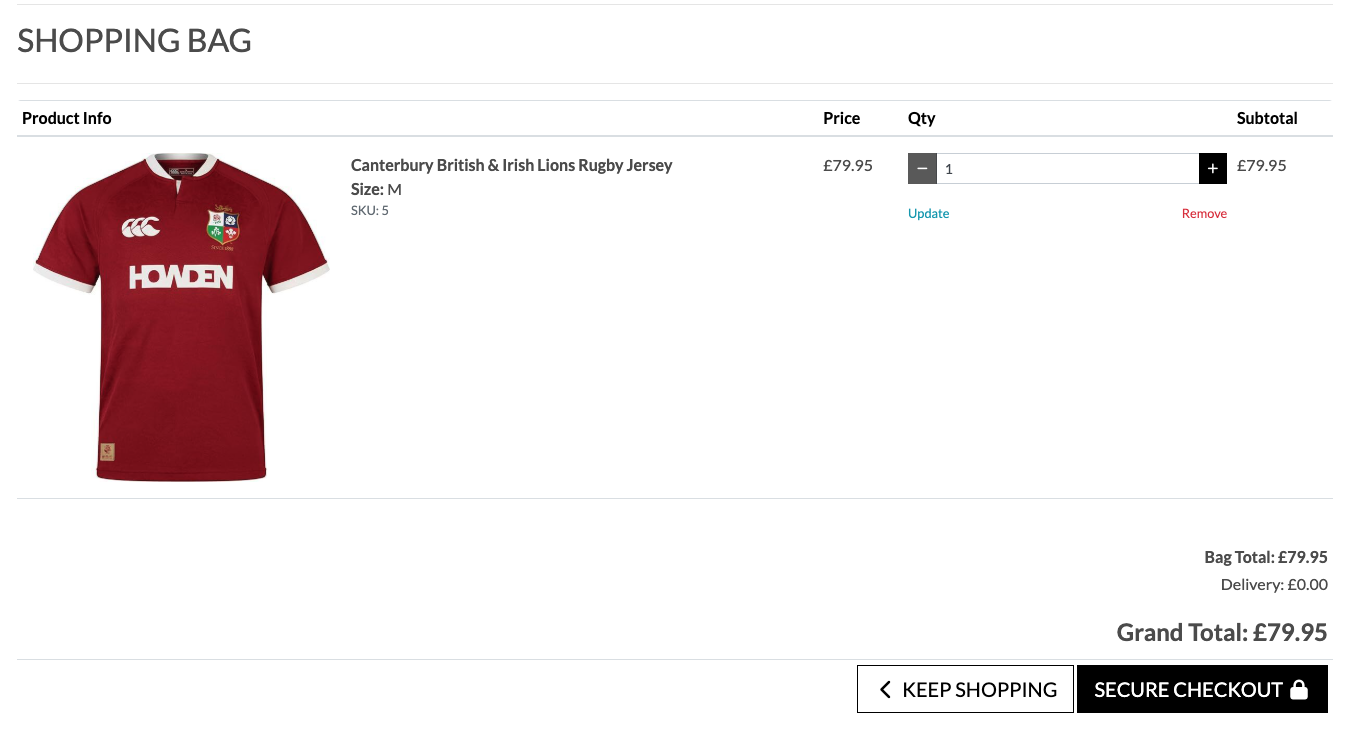 SHOPPING BAG
Product Info Price Qty Subtotal
Canterbury British & Irish Lions Rugby Jersey £79.95 − 1 + £79.95
Size: M
SKU: 5
Update Remove
HOWDEN
Bag Total: £79.95
Delivery: £0.00
Grand Total: £79.95
KEEP SHOPPING SECURE CHECKOUT